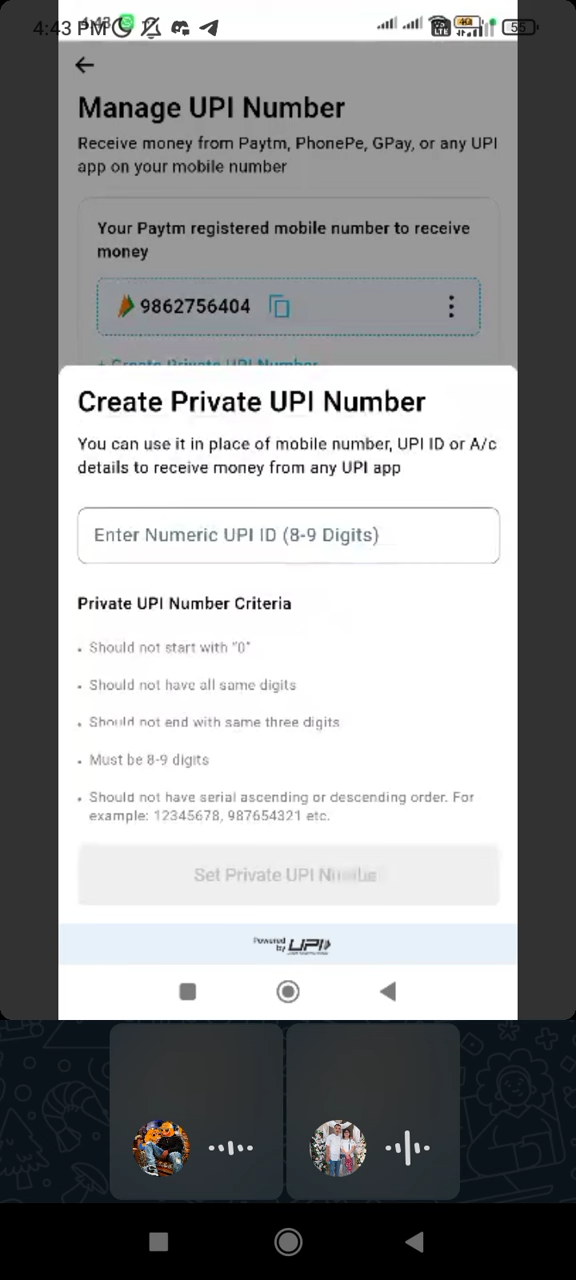 4:43 PM
55
Manage UPI Number
Receive money from Paytm, PhonePe, GPay, or any UPI
app on your mobile number
Your Paytm registered mobile number to receive
money
9862756404
+ Create Private UPI Number
Create Private UPI Number
You can use it in place of mobile number, UPI ID or A/c
details to receive money from any UPI app
Enter Numeric UPI ID (8-9 Digits)
Private UPI Number Criteria
• Should not start with "0"
• Should not have all same digits
• Should not end with same three digits
• Must be 8-9 digits
• Should not have serial ascending or descending order. For
example: 12345678, 987654321 etc.
Set Private UPI Number
Powered
by UPI